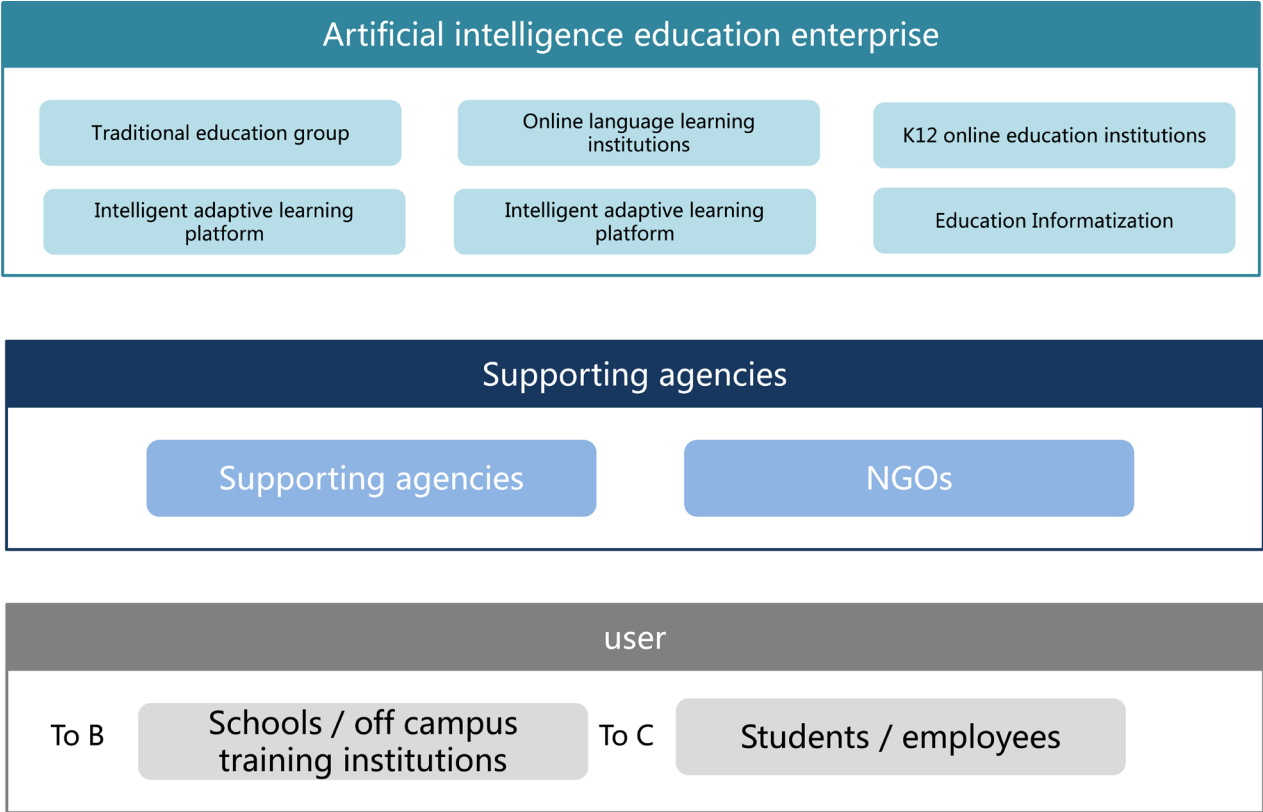 Artificial intelligence education enterprise
Traditional education group
Online language learning
institutions
K12 online education institutions
Intelligent adaptive learning
platform
Intelligent adaptive learning
platform
Education Informatization
Supporting agencies
Supporting agencies
NGOs
user
To B
Schools / off campus
training institutions
To C
Students / employees